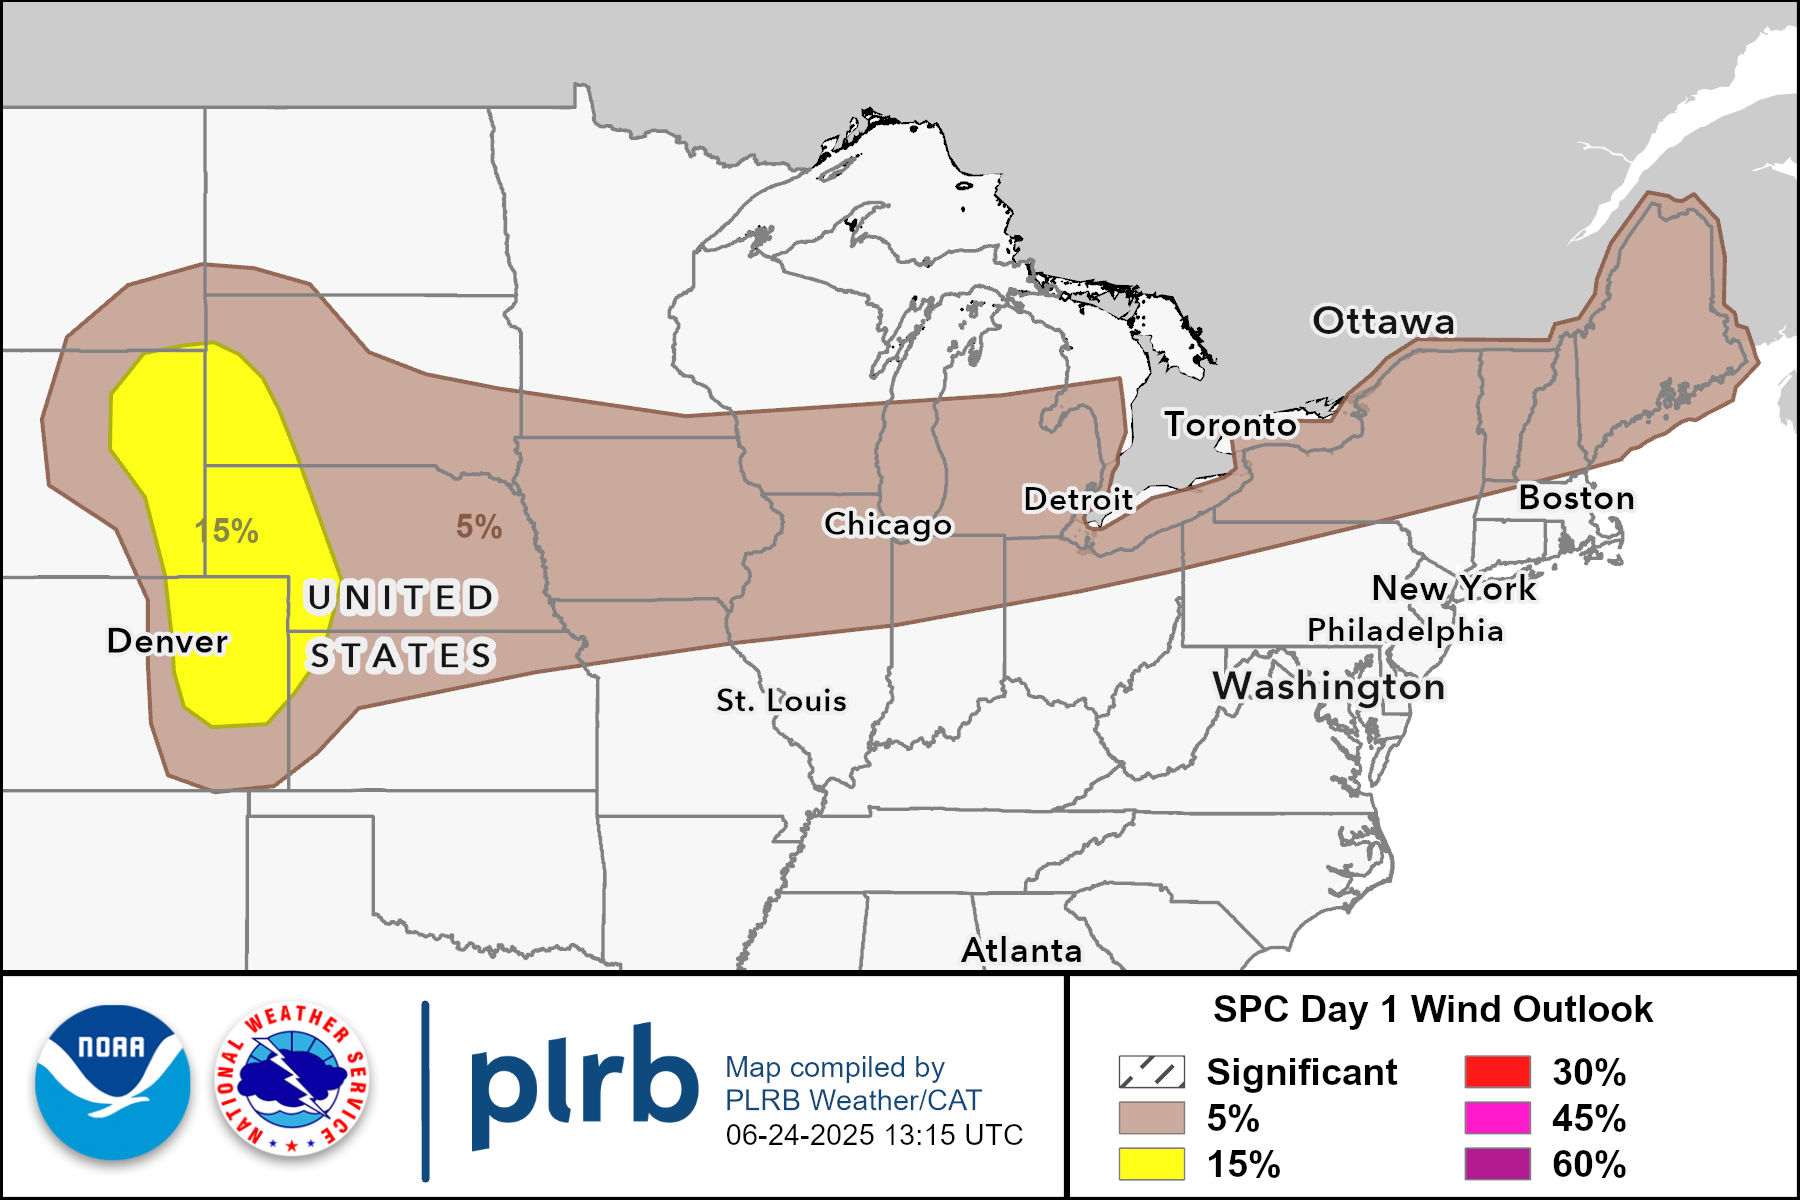 Ottawa
Toronto
Detroit
Boston
Chicago
15%
5%
New York
UNITED
STATES
Denver
Philadelphia
Washington
St. Louis
Atlanta
NOAA
NATIONAL WEATHER SERVICE
plrb
Map compiled by
PLRB Weather/CAT
06-24-2025 13:15 UTC
SPC Day 1 Wind Outlook
Significant
5%
15%
30%
45%
60%